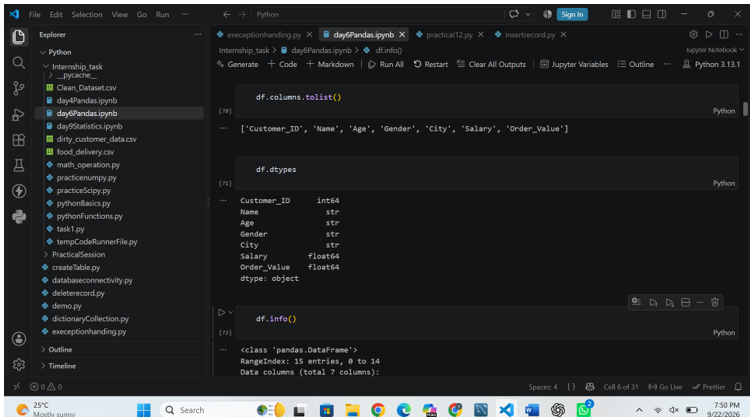 File Edit Selection View Go Run ... Python Sign In
Explorer ...
Python
Internship_task
__pycache__
Clean_Dataset.csv
day4Pandas.ipynb
day6Pandas.ipynb
day9Statistics.ipynb
dirty_customer_data.csv
food_delivery.csv
math_operation.py
practicenumpy.py
practiceScipy.py
pythonBasics.py
pythonFunctions.py
task1.py
tempCodeRunnerFile.py
PracticalSession
createTable.py
databaseconnectivity.py
deleterecord.py
demo.py
dictionaryCollection.py
execeptionhanding.py
Outline
Timeline
execeptionhanding.py day6Pandas.ipynb practical12.py insertrecord.py
Internship_task > day6Pandas.ipynb > df.info()
Jupyter Notebook
Generate + Code + Markdown Run All Restart Clear All Outputs Jupyter Variables Outline ... Python 3.13.1
df.columns.tolist()
[70] Python
... ['Customer_ID', 'Name', 'Age', 'Gender', 'City', 'Salary', 'Order_Value']
df.dtypes
[71] Python
... Customer_ID int64
Name str
Age str
Gender str
City str
Salary float64
Order_Value float64
dtype: object
df.info()
[72] Python
... <class 'pandas.DataFrame'>
RangeIndex: 15 entries, 0 to 14
Data columns (total 7 columns):
0 0 Spaces: 4 {} Cell 6 of 31 Go Live Prettier
25°C
Mostly sunny
Search
2
7:50 PM
9/22/2026